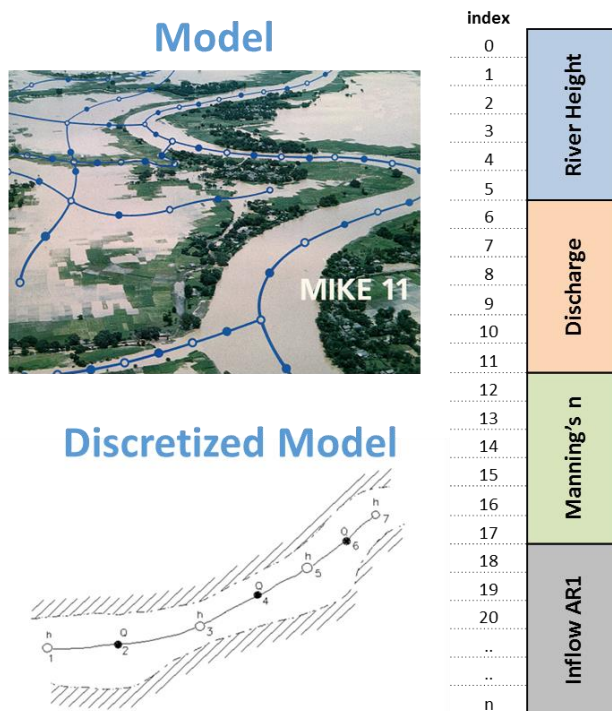 Model
MIKE 11
Discretized Model
h
1
Q
2
h
3
Q
4
h
5
Q
6
h
7
index
0
1
2
3
4
5
6
7
8
9
10
11
12
13
14
15
16
17
18
19
20
..
..
n
River Height
Discharge
Manning's n
Inflow AR1